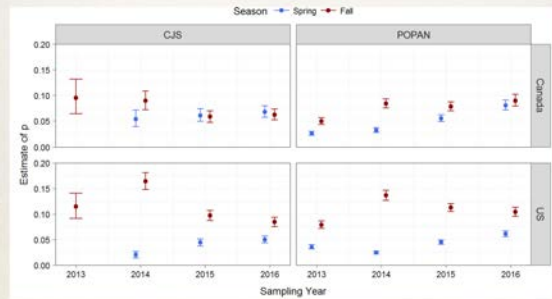 Season Spring Fall
CJS POPAN
Estimate of p
0.20
0.15
0.10
0.05
0.00
Canada
0.20
0.15
0.10
0.05
0.00
US
2013 2014 2015 2016 2013 2014 2015 2016
Sampling Year